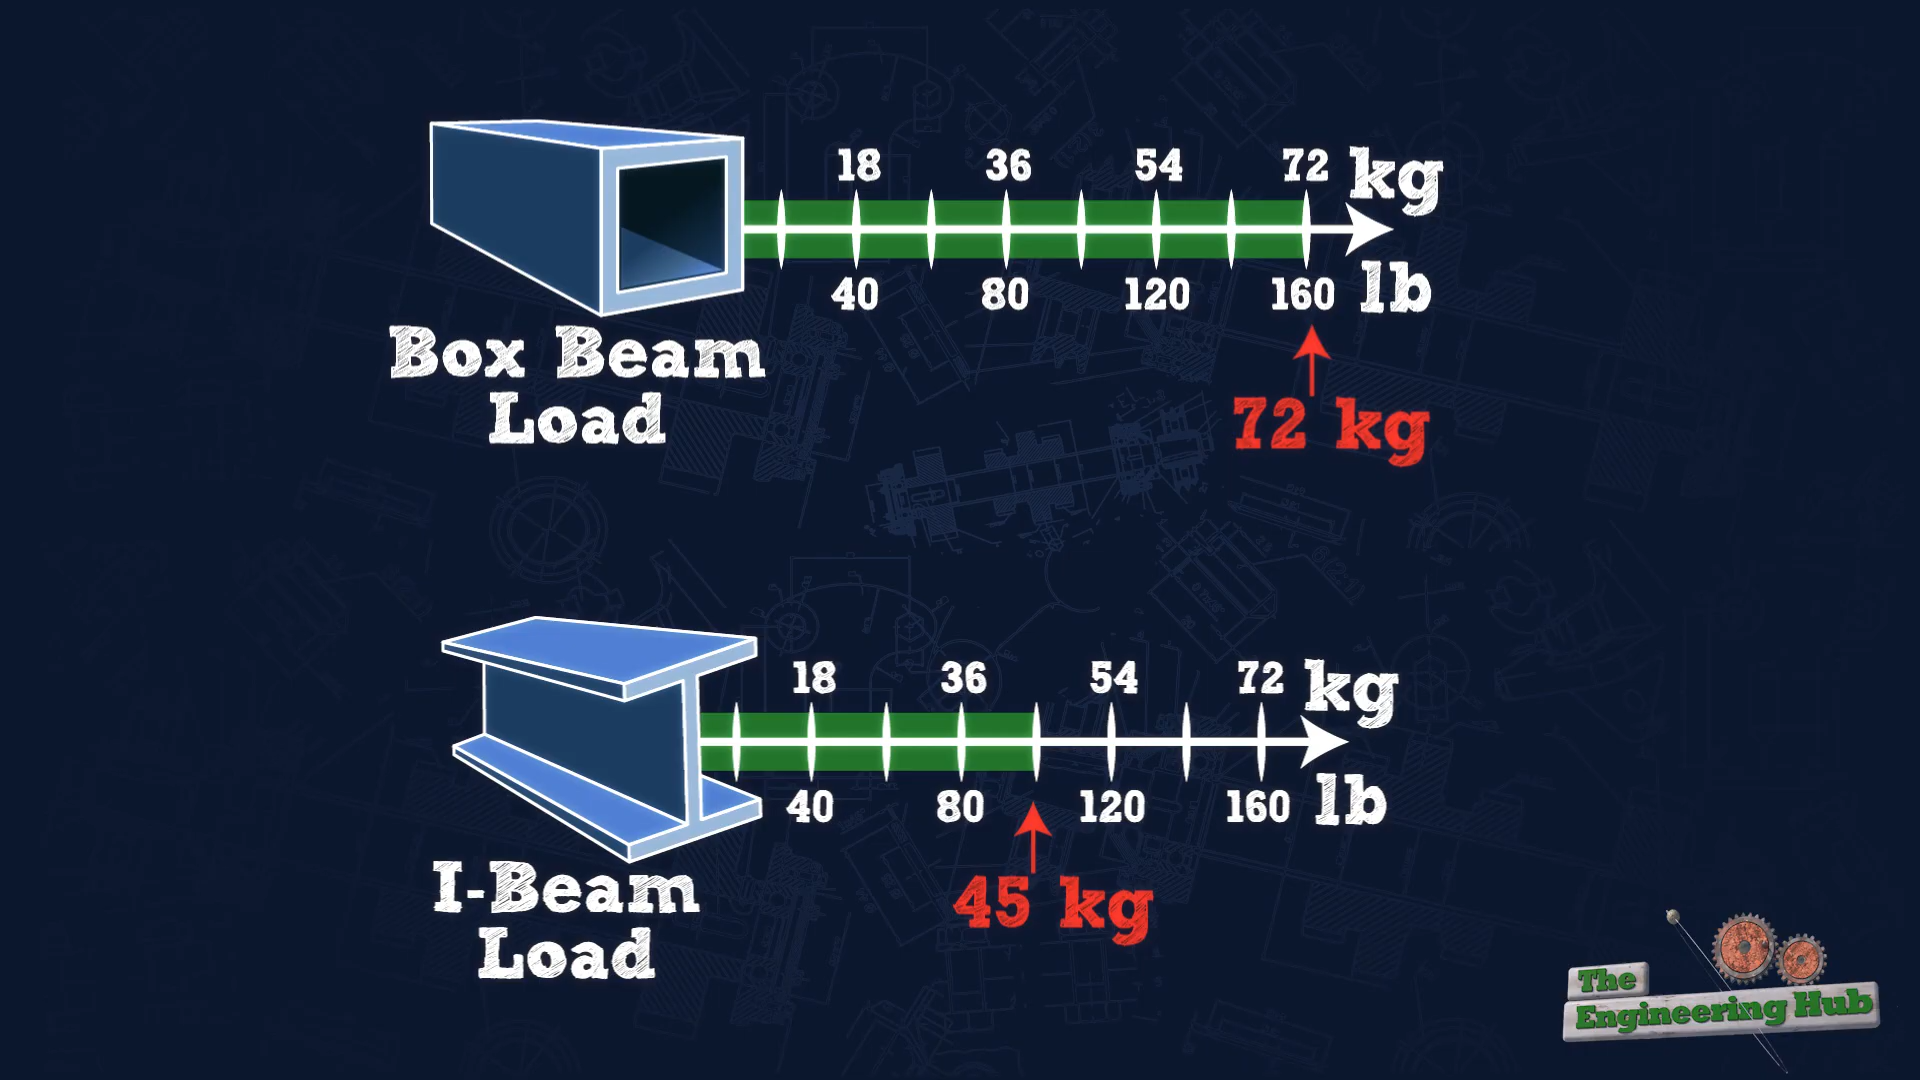 18 36 54 72 kg
40 80 120 160 lb
Box Beam
Load
72 kg
18 36 54 72 kg
40 80 120 160 lb
I-Beam
Load
45 kg
The
Engineering Hub